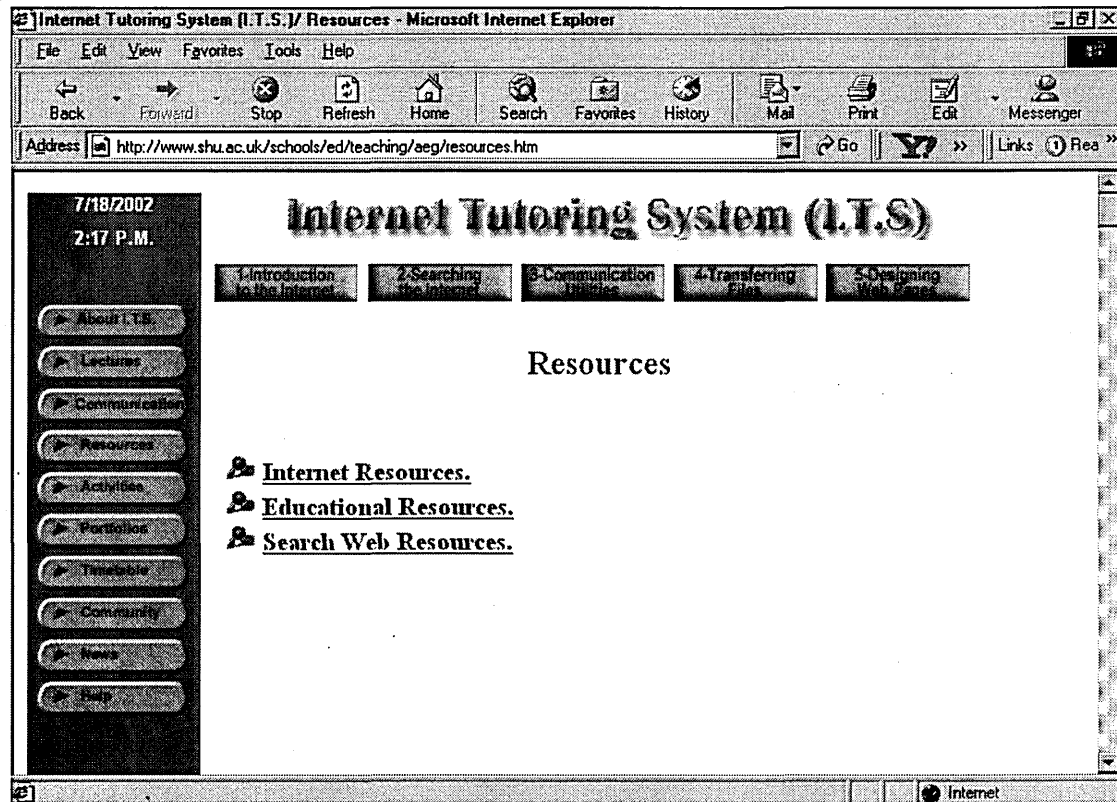 Internet Tutoring System (I.T.S.)/ Resources - Microsoft Internet Explorer
File Edit View Favorites Tools Help
Back Forward Stop Refresh Home Search Favorites History Mail Print Edit Messenger
Address http://www.shu.ac.uk/schools/ed/teaching/aeg/resources.htm Go Y? » Links Rea »
7/18/2002
2:17 P.M.
Internet Tutoring System (I.T.S)
1-Introduction to the Internet
2-Searching the Internet
3-Communication Utilities
4-Transferring Files
5-Designing Web Pages
About I.T.S.
Lectures
Communication
Resources
Activities
Portfolios
Timetable
Community
News
Help
Resources
Internet Resources.
Educational Resources.
Search Web Resources.
Internet